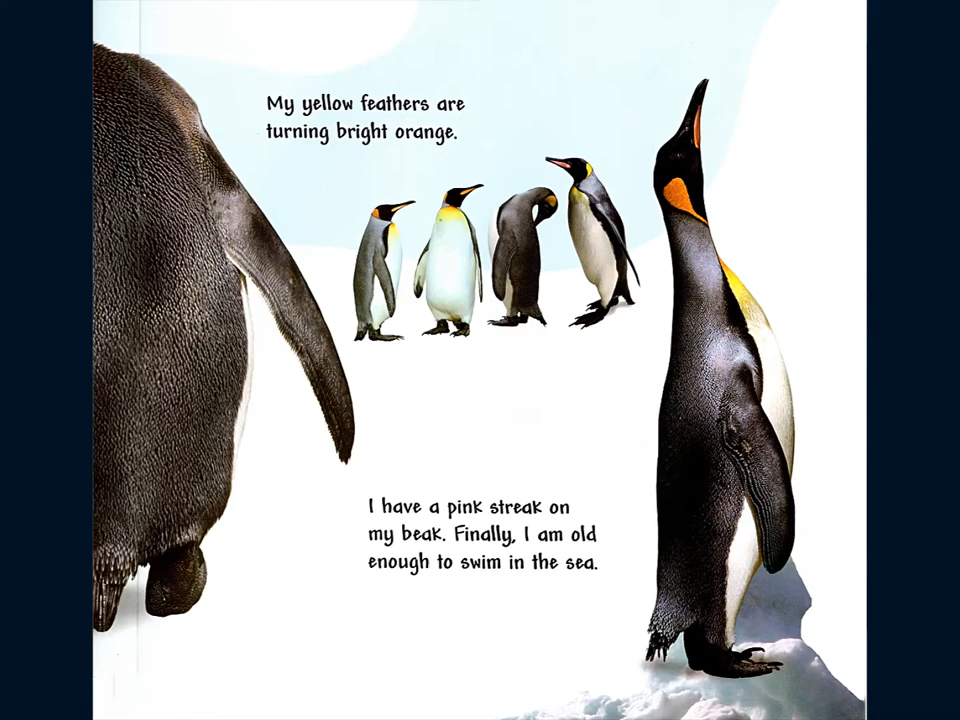 My yellow feathers are
turning bright orange.
I have a pink streak on
my beak. Finally, I am old
enough to swim in the sea.